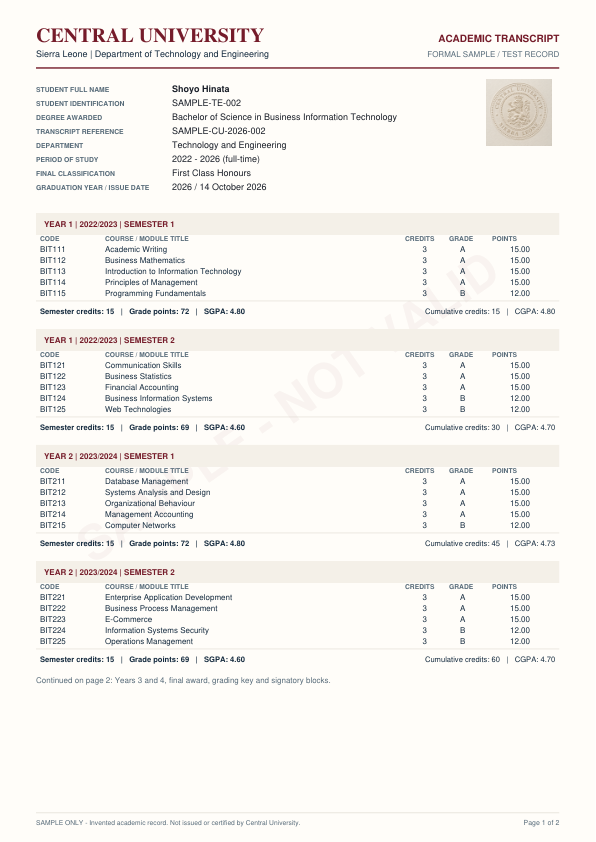 CENTRAL UNIVERSITY
Sierra Leone | Department of Technology and Engineering
ACADEMIC TRANSCRIPT
FORMAL SAMPLE / TEST RECORD
STUDENT FULL NAME Shoyo Hinata
STUDENT IDENTIFICATION SAMPLE-TE-002
DEGREE AWARDED Bachelor of Science in Business Information Technology
TRANSCRIPT REFERENCE SAMPLE-CU-2026-002
DEPARTMENT Technology and Engineering
PERIOD OF STUDY 2022 - 2026 (full-time)
FINAL CLASSIFICATION First Class Honours
GRADUATION YEAR / ISSUE DATE 2026 / 14 October 2026
CENTRAL UNIVERSITY
YEAR 1 | 2022/2023 | SEMESTER 1
CODE COURSE / MODULE TITLE CREDITS GRADE POINTS
BIT111 Academic Writing 3 A 15.00
BIT112 Business Mathematics 3 A 15.00
BIT113 Introduction to Information Technology 3 A 15.00
BIT114 Principles of Management 3 A 15.00
BIT115 Programming Fundamentals 3 B 12.00
Semester credits: 15 | Grade points: 72 | SGPA: 4.80 Cumulative credits: 15 | CGPA: 4.80
YEAR 1 | 2022/2023 | SEMESTER 2
CODE COURSE / MODULE TITLE CREDITS GRADE POINTS
BIT121 Communication Skills 3 A 15.00
BIT122 Business Statistics 3 A 15.00
BIT123 Financial Accounting 3 A 15.00
BIT124 Business Information Systems 3 B 12.00
BIT125 Web Technologies 3 B 12.00
Semester credits: 15 | Grade points: 69 | SGPA: 4.60 Cumulative credits: 30 | CGPA: 4.70
YEAR 2 | 2023/2024 | SEMESTER 1
CODE COURSE / MODULE TITLE CREDITS GRADE POINTS
BIT211 Database Management 3 A 15.00
BIT212 Systems Analysis and Design 3 A 15.00
BIT213 Organizational Behaviour 3 A 15.00
BIT214 Management Accounting 3 A 15.00
BIT215 Computer Networks 3 B 12.00
Semester credits: 15 | Grade points: 72 | SGPA: 4.80 Cumulative credits: 45 | CGPA: 4.73
YEAR 2 | 2023/2024 | SEMESTER 2
CODE COURSE / MODULE TITLE CREDITS GRADE POINTS
BIT221 Enterprise Application Development 3 A 15.00
BIT222 Business Process Management 3 A 15.00
BIT223 E-Commerce 3 A 15.00
BIT224 Information Systems Security 3 B 12.00
BIT225 Operations Management 3 B 12.00
Semester credits: 15 | Grade points: 69 | SGPA: 4.60 Cumulative credits: 60 | CGPA: 4.70
Continued on page 2: Years 3 and 4, final award, grading key and signatory blocks.
SAMPLE - NOT VALID
SAMPLE ONLY - Invented academic record. Not issued or certified by Central University. Page 1 of 2